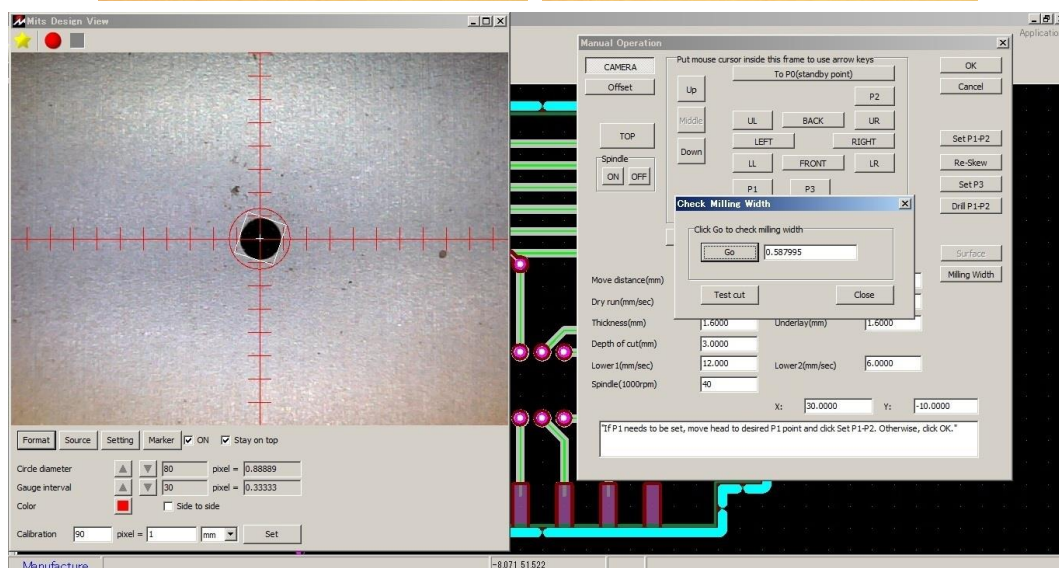 Mits Design View
Format Source Setting Marker ON Stay on top
Circle diameter 80 pixel = 0.88889
Gauge interval 30 pixel = 0.33333
Color Side to side
Calibration 90 pixel = 1 mm Set
Applicatio
Manual Operation
CAMERA
Offset
TOP
Spindle
ON OFF
Put mouse cursor inside this frame to use arrow keys
To P0(standby point)
Up
Middle
Down
P2
UL BACK UR
LEFT RIGHT
LL FRONT LR
P1 P3
OK
Cancel
Set P1-P2
Re-Skew
Set P3
Drill P1-P2
Surface
Milling Width
Check Milling Width
Click Go to check milling width
Go 0.587995
Test cut Close
Move distance(mm)
Dry run(mm/sec)
Thickness(mm) 1.6000 Underlay(mm) 1.6000
Depth of cut(mm) 3.0000
Lower1(mm/sec) 12.000 Lower2(mm/sec) 6.0000
Spindle(1000rpm) 40
X: 30.0000 Y: -10.0000
"If P1 needs to be set, move head to desired P1 point and click Set P1-P2. Otherwise, click OK."
Manufacture -8.071 51.522